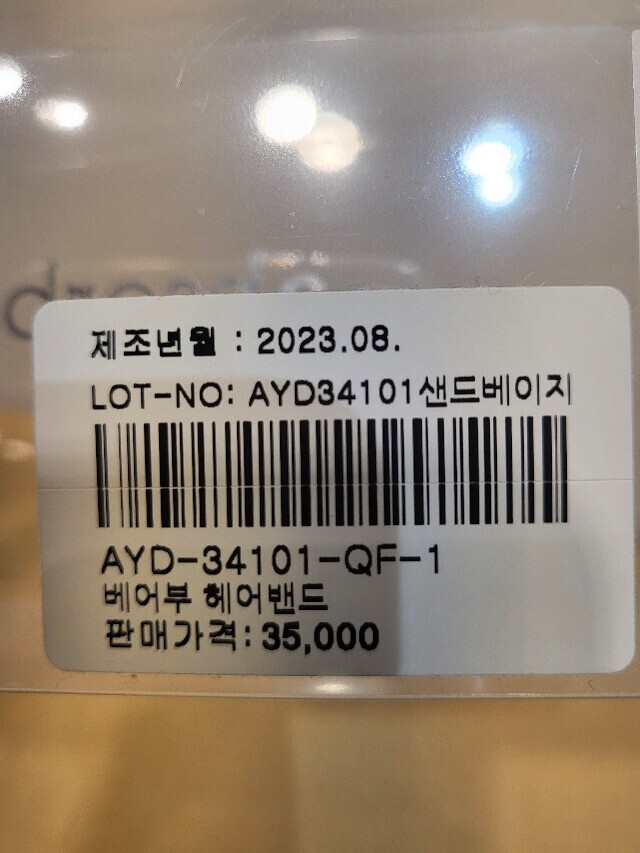 제조년월 : 2023.08.
LOT-NO: AYD34101샌드베이지
AYD-34101-QF-1
베어부 헤어밴드
판매가격: 35,000